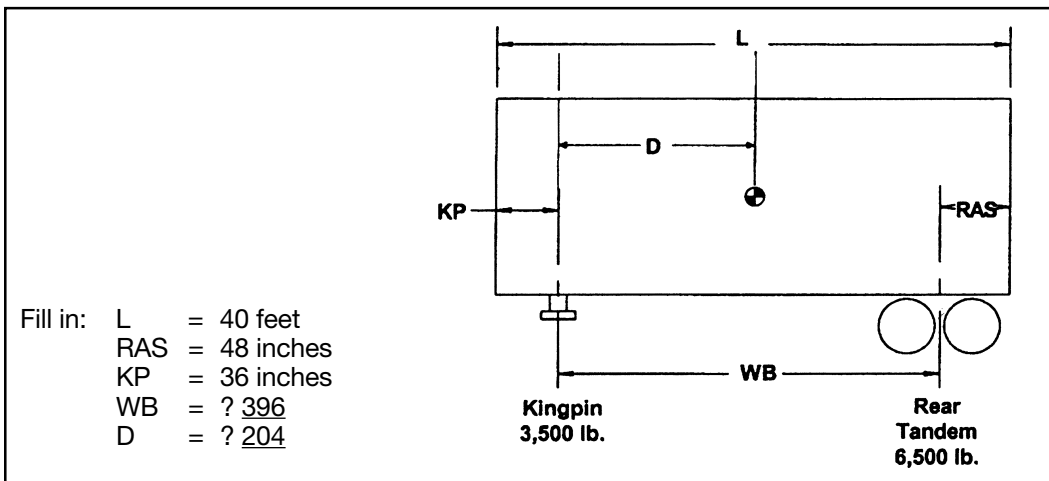 L
D
KP
RAS
Fill in: L = 40 feet
RAS = 48 inches
KP = 36 inches
WB = ? 396
D = ? 204
WB
Kingpin
3,500 lb.
Rear
Tandem
6,500 lb.